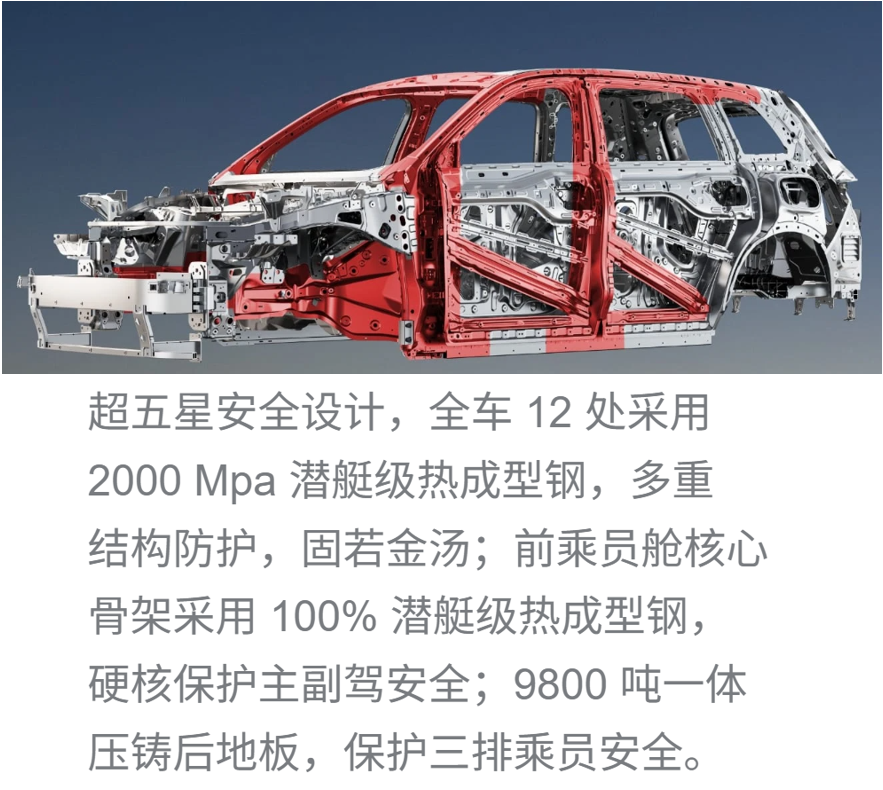 超五星安全设计，全车 12 处采用
2000 Mpa 潜艇级热成型钢，多重
结构防护，固若金汤；前乘员舱核心
骨架采用 100% 潜艇级热成型钢，
硬核保护主副驾安全；9800 吨一体
压铸后地板，保护三排乘员安全。